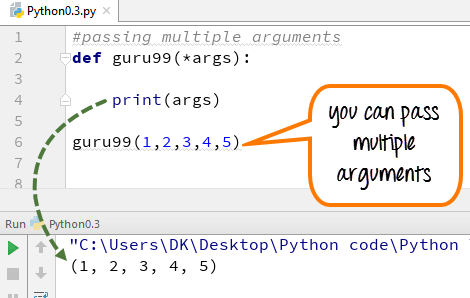 Python0.3.py
1 #passing multiple arguments
2 def guru99(*args):
3
4 print(args)
5
6 guru99(1,2,3,4,5)
7
8
you can pass
multiple
arguments
Run Python0.3
"C:\Users\DK\Desktop\Python code\Python
(1, 2, 3, 4, 5)